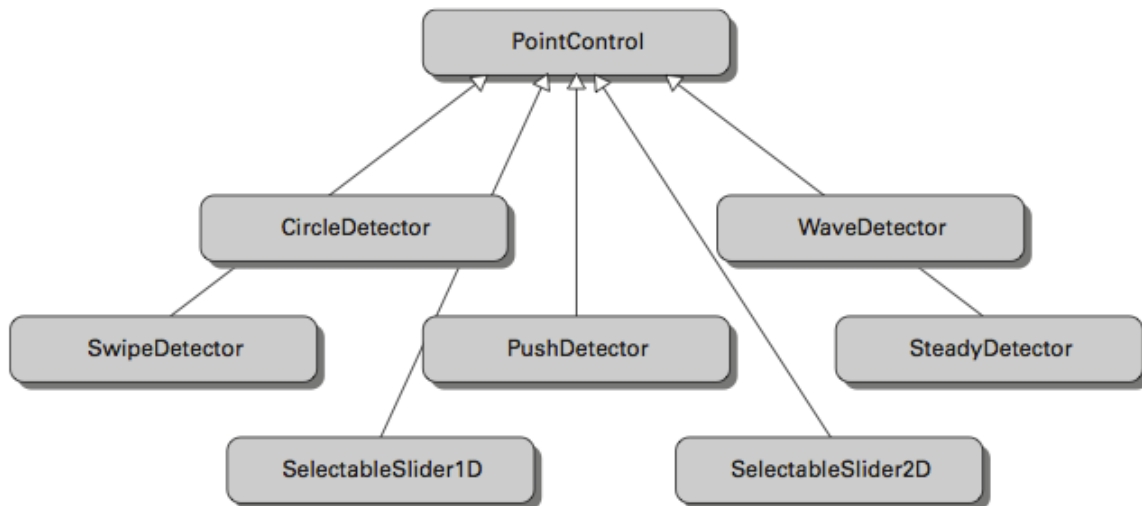 PointControl
CircleDetector
WaveDetector
SwipeDetector
PushDetector
SteadyDetector
SelectableSlider1D
SelectableSlider2D